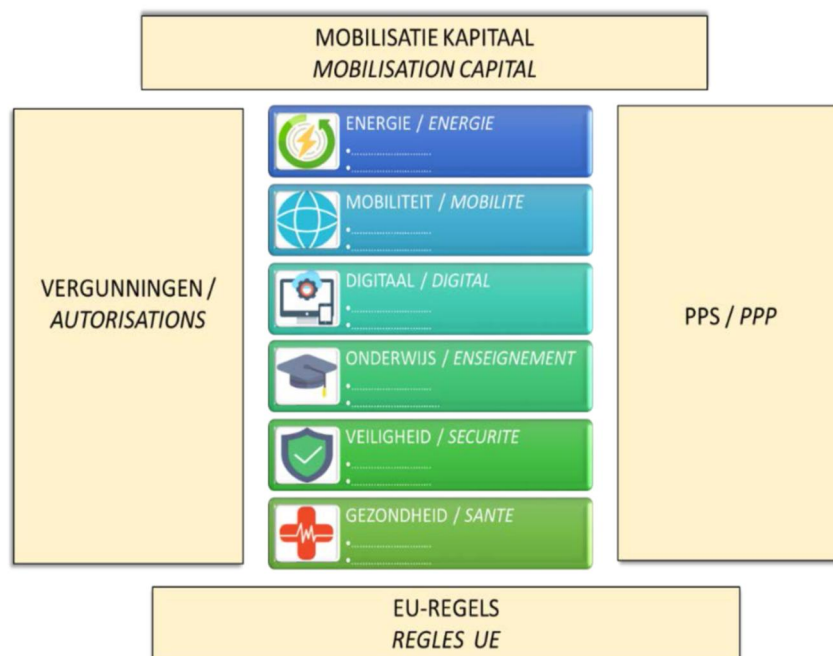 MOBILISATIE KAPITAAL
MOBILISATION CAPITAL
VERGUNNINGEN /
AUTORISATIONS
ENERGIE / ENERGIE
•..............................
•..............................
MOBILITEIT / MOBILITE
•..............................
•..............................
DIGITAAL / DIGITAL
•..............................
•..............................
ONDERWIJS / ENSEIGNEMENT
•..............................
•..............................
VEILIGHEID / SECURITE
•..............................
•..............................
GEZONDHEID / SANTE
•..............................
•..............................
PPS / PPP
EU-REGELS
REGLES UE